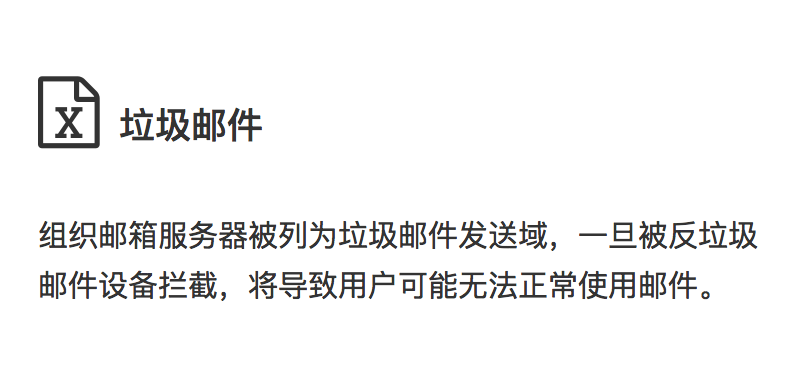 垃圾邮件
组织邮箱服务器被列为垃圾邮件发送域，一旦被反垃圾
邮件设备拦截，将导致用户可能无法正常使用邮件。